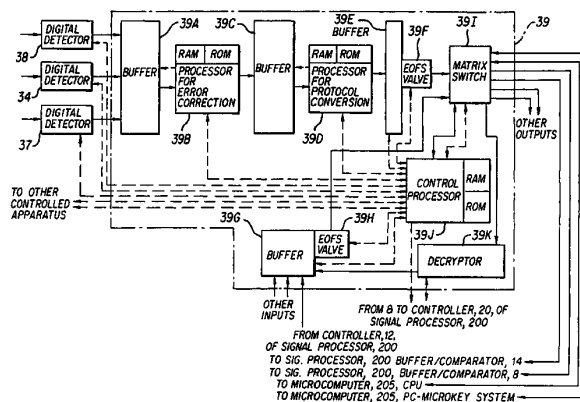 39A
39C
39E
BUFFER
39F
39I
39
DIGITAL
DETECTOR
38
DIGITAL
DETECTOR
34
DIGITAL
DETECTOR
37
BUFFER
RAM
ROM
PROCESSOR
FOR
ERROR
CORRECTION
39B
BUFFER
RAM
ROM
PROCESSOR
FOR
PROTOCOL
CONVERSION
39D
EOFS
VALVE
MATRIX
SWITCH
OTHER
OUTPUTS
TO OTHER
CONTROLLED
APPARATUS
CONTROL
PROCESSOR
RAM
ROM
39J
39G
39H
BUFFER
EOFS
VALVE
39K
DECRYPTOR
OTHER
INPUTS
FROM 8 TO CONTROLLER, 20, OF
SIGNAL PROCESSOR, 200
FROM CONTROLLER, 12,
OF SIGNAL PROCESSOR, 200
TO SIG. PROCESSOR, 200 BUFFER/COMPARATOR, 14
TO SIG. PROCESSOR, 200, BUFFER/COMPARATOR, 8
TO MICROCOMPUTER, 205, CPU
TO MICROCOMPUTER, 205, PC-MICROKEY SYSTEM